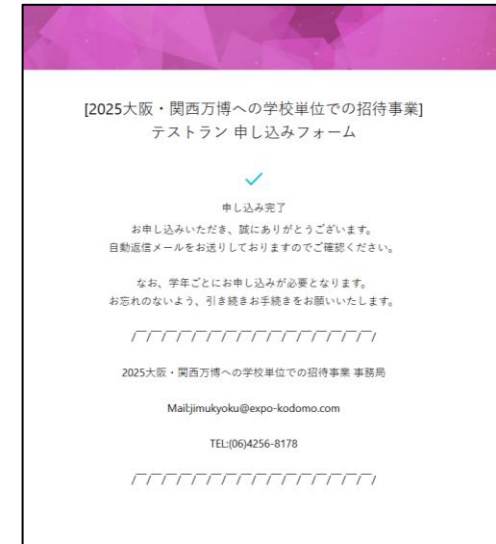 [2025大阪・関西万博への学校単位での招待事業]
テストラン 申し込みフォーム
申し込み完了
お申し込みいただき、誠にありがとうございます。
自動返信メールをお送りしておりますのでご確認ください。
なお、学年ごとにお申し込みが必要となります。
お忘れのないよう、引き続きお手続きをお願いいたします。
/￣/￣/￣/￣/￣/￣/￣/￣/￣/￣/￣/￣/￣/￣/￣/￣/
2025大阪・関西万博への学校単位での招待事業 事務局
Mail:jimukyoku@expo-kodomo.com
TEL:(06)4256-8178
/￣/￣/￣/￣/￣/￣/￣/￣/￣/￣/￣/￣/￣/￣/￣/￣/